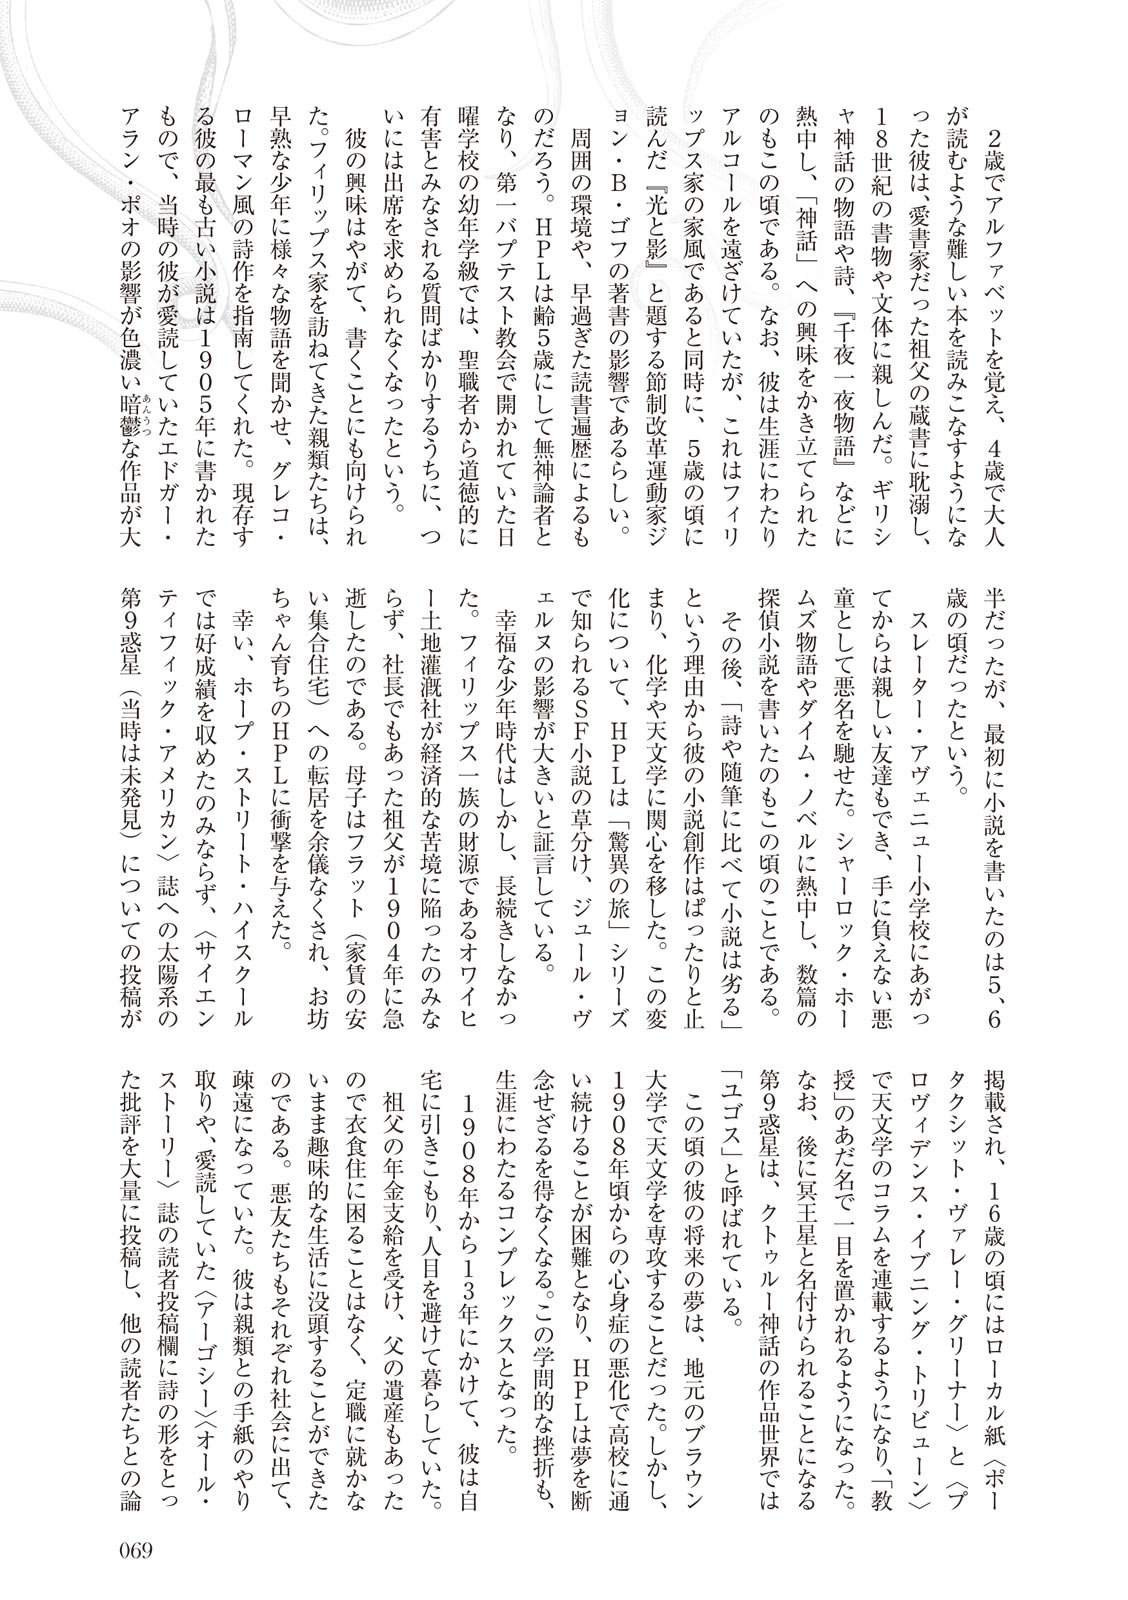 ２歳でアルファベットを覚え、４歳で大人
が読むような難しい本を読みこなすようにな
った彼は、愛書家だった祖父の蔵書に耽溺し、
18世紀の書物や文体に親しんだ。ギリシ
ャ神話の物語や詩、『千夜一夜物語』などに
熱中し、「神話」への興味をかき立てられた
のもこの頃である。なお、彼は生涯にわたり
アルコールを遠ざけていたが、これはフィリ
ップス家の家風であると同時に、５歳の頃に
読んだ『光と影』と題する節制改革運動家ジ
ョン・Ｂ・ゴフの著書の影響であるらしい。
　周囲の環境や、早過ぎた読書遍歴によるも
のだろう。ＨＰＬは齢５歳にして無神論者と
なり、第一バプテスト教会で開かれていた日
曜学校の幼年学級では、聖職者から道徳的に
有害とみなされる質問ばかりするうちに、つ
いには出席を求められなくなったという。
　彼の興味はやがて、書くことにも向けられ
た。フィリップス家を訪ねてきた親類たちは、
早熟な少年に様々な物語を聞かせ、グレコ・
ローマン風の詩作を指南してくれた。現存す
る彼の最も古い小説は１９０５年に書かれた
もので、当時の彼が愛読していたエドガー・
アラン・ポオの影響が色濃い暗鬱（あんうつ）な作品が大
半だったが、最初に小説を書いたのは５、６
歳の頃だったという。
　スレーター・アヴェニュー小学校にあがっ
てからは親しい友達もでき、手に負えない悪
童として悪名を馳せた。シャーロック・ホー
ムズ物語やダイム・ノベルに熱中し、数篇の
探偵小説を書いたのもこの頃のことである。
　その後、「詩や随筆に比べて小説は劣る」
という理由から彼の小説創作はぱったりと止
まり、化学や天文学に関心を移した。この変
化について、ＨＰＬは「驚異の旅」シリーズ
で知られるＳＦ小説の草分け、ジュール・ヴ
ェルヌの影響が大きいと証言している。
　幸福な少年時代はしかし、長続きしなかっ
た。フィリップス一族の財源であるオワイヒ
ー土地灌漑社が経済的な苦境に陥ったのみな
らず、社長でもあった祖父が１９０４年に急
逝したのである。母子はフラット（家賃の安
い集合住宅）への転居を余儀なくされ、お坊
ちゃん育ちのＨＰＬに衝撃を与えた。
　幸い、ホープ・ストリート・ハイスクール
では好成績を収めたのみならず、〈サイエン
ティフィック・アメリカン〉誌への太陽系の
第９惑星（当時は未発見）についての投稿が
掲載され、16歳の頃にはローカル紙〈ポー
タクシット・ヴァレー・グリーナー〉と〈プ
ロヴィデンス・イブニング・トリビューン〉
で天文学のコラムを連載するようになり、「教
授」のあだ名で一目を置かれるようになった。
なお、後に冥王星と名付けられることになる
第９惑星は、クトゥルー神話の作品世界では
「ユゴス」と呼ばれている。
　この頃の彼の将来の夢は、地元のブラウン
大学で天文学を専攻することだった。しかし、
１９０８年頃からの心身症の悪化で高校に通
い続けることが困難となり、ＨＰＬは夢を断
念せざるを得なくなる。この学問的な挫折も、
生涯にわたるコンプレックスとなった。
　１９０８年から13年にかけて、彼は自
宅に引きこもり、人目を避けて暮らしていた。
祖父の年金支給を受け、父の遺産もあった
ので衣食住に困ることはなく、定職に就かな
いまま趣味的な生活に没頭することができた
のである。悪友たちもそれぞれ社会に出て、
疎遠になっていた。彼は親類との手紙のやり
取りや、愛読していた〈アーゴシー〉〈オール・
ストーリー〉誌の読者投稿欄に詩の形をとっ
た批評を大量に投稿し、他の読者たちとの論
069